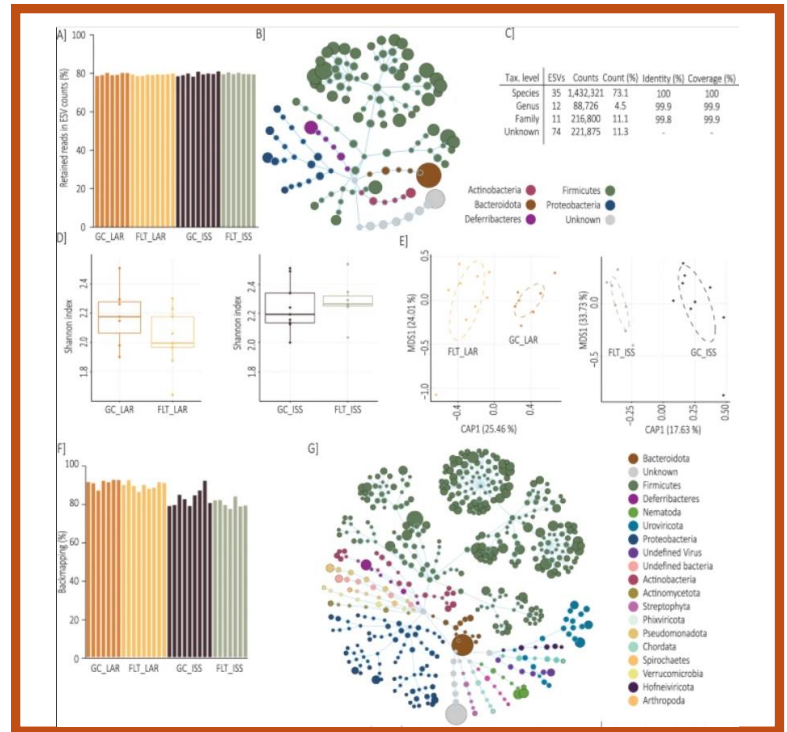 A]
B]
C]
Retained reads in ESV counts (%)
100
80
60
40
20
0
GC_LAR FLT_LAR GC_ISS FLT_ISS
Actinobacteria
Bacteroidota
Deferribacteres
Firmicutes
Proteobacteria
Unknown
Tax. level ESVs Counts Count (%) Identity (%) Coverage (%)
Species 35 1,432,321 73.1 100 100
Genus 12 88,726 4.5 99.9 99.9
Family 11 216,800 11.1 99.8 99.9
Unknown 74 221,875 11.3 - -
D]
Shannon index
2.4
2.2
2.0
1.8
GC_LAR FLT_LAR
Shannon index
2.4
2.2
2.0
1.8
GC_ISS FLT_ISS
E]
MDS1 (24.01 %)
0.5
0.0
-0.5
-1.0
FLT_LAR
GC_LAR
-0.4 0.0 0.4
CAP1 (25.46 %)
MDS1 (33.73 %)
0.0
-0.5
FLT_ISS
GC_ISS
-0.25 0.00 0.25 0.50
CAP1 (17.63 %)
F]
Backmapping (%)
100
80
60
40
20
0
GC_LAR FLT_LAR GC_ISS FLT_ISS
G]
Bacteroidota
Unknown
Firmicutes
Deferribacteres
Nematoda
Uroviricota
Proteobacteria
Undefined Virus
Undefined bacteria
Actinobacteria
Actinomycetota
Streptophyta
Phixviricota
Pseudomonadota
Chordata
Spirochaetes
Verrucomicrobia
Hofneiviricota
Arthropoda